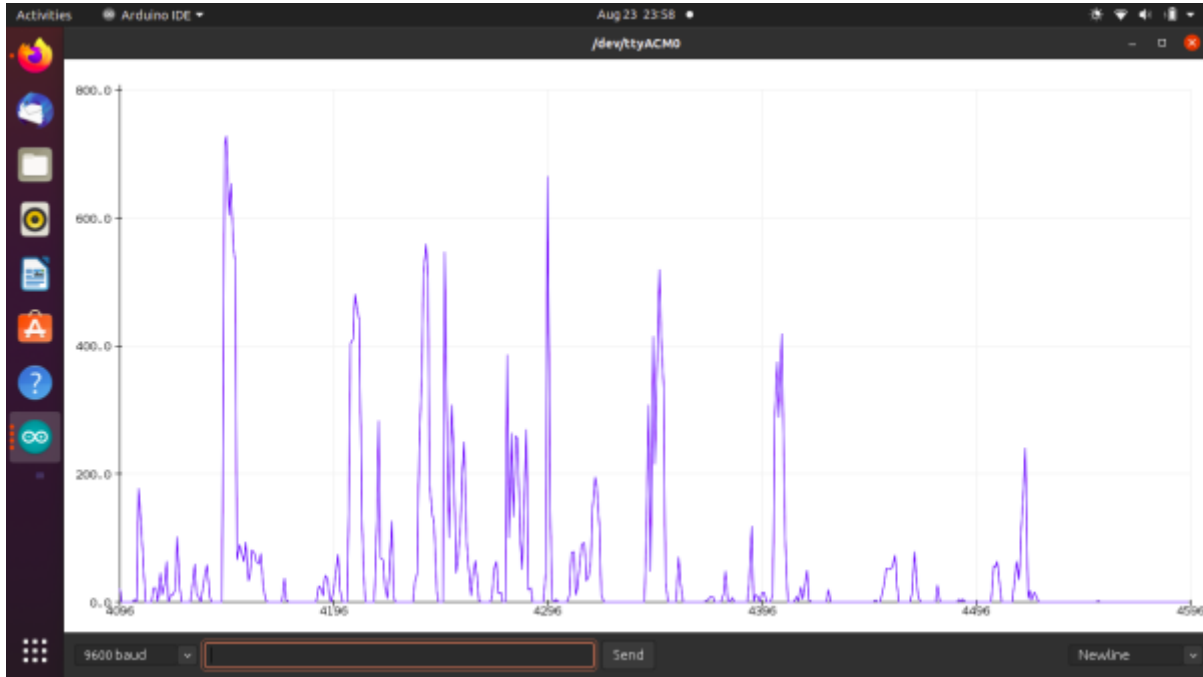 Activities
Arduino IDE
Aug 23 23:58
/dev/ttyACM0
800.0
600.0
400.0
200.0
0.0
4096 4196 4296 4396 4496 4596
9600 baud
Send
Newline